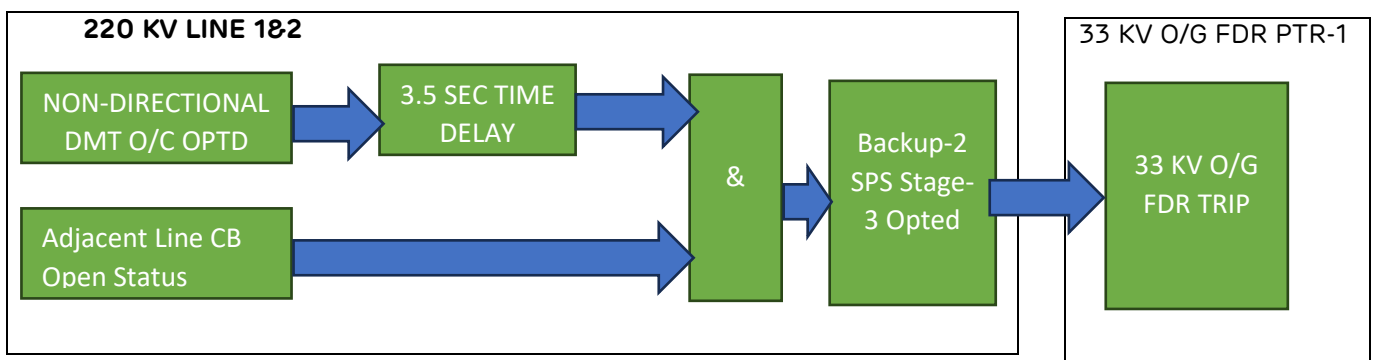 220 KV LINE 1&2
NON-DIRECTIONAL
DMT O/C OPTD
3.5 SEC TIME
DELAY
Adjacent Line CB
Open Status
&
Backup-2
SPS Stage-
3 Opted
33 KV O/G FDR PTR-1
33 KV O/G
FDR TRIP